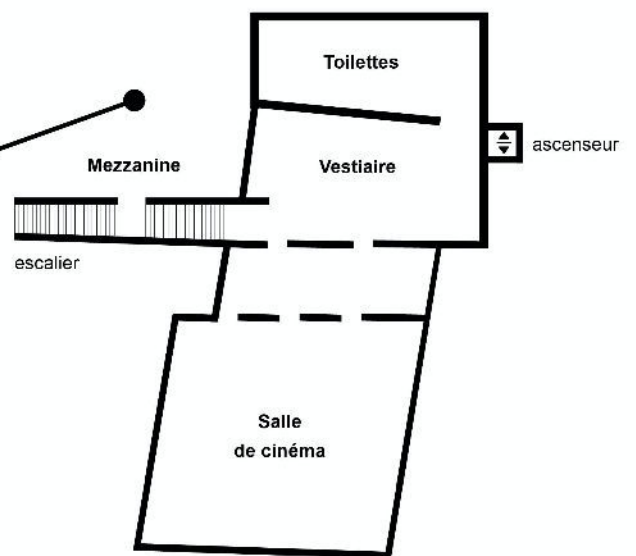 Toilettes
ascenseur
Mezzanine
Vestiaire
escalier
Salle
de cinéma